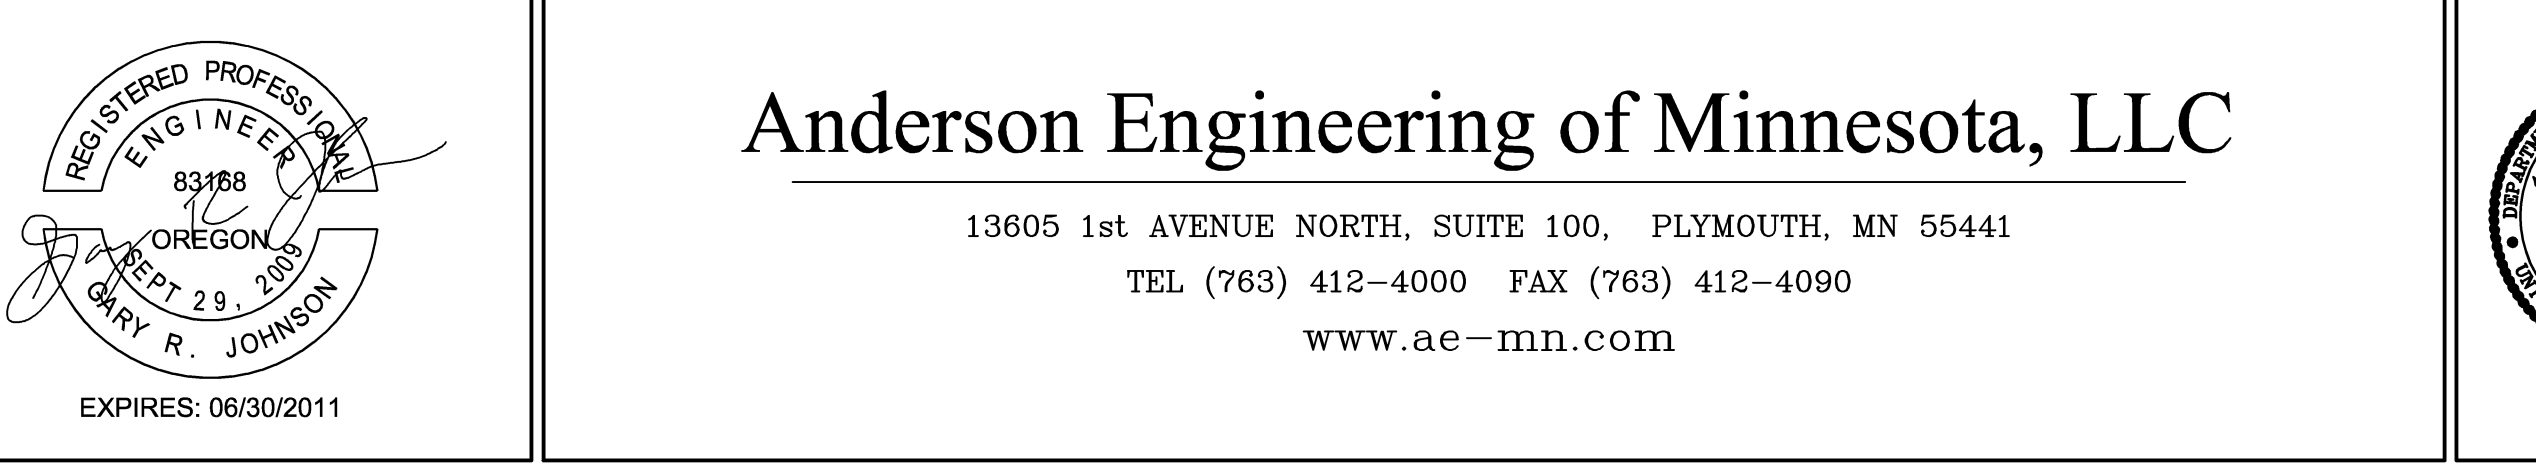 REGISTERED PROFESSIONAL
ENGINEER
83168
OREGON
SEPT 29, 2009
GARY R. JOHNSON
EXPIRES: 06/30/2011
Anderson Engineering of Minnesota, LLC
13605 1st AVENUE NORTH, SUITE 100, PLYMOUTH, MN 55441
TEL (763) 412-4000 FAX (763) 412-4090
www.ae-mn.com